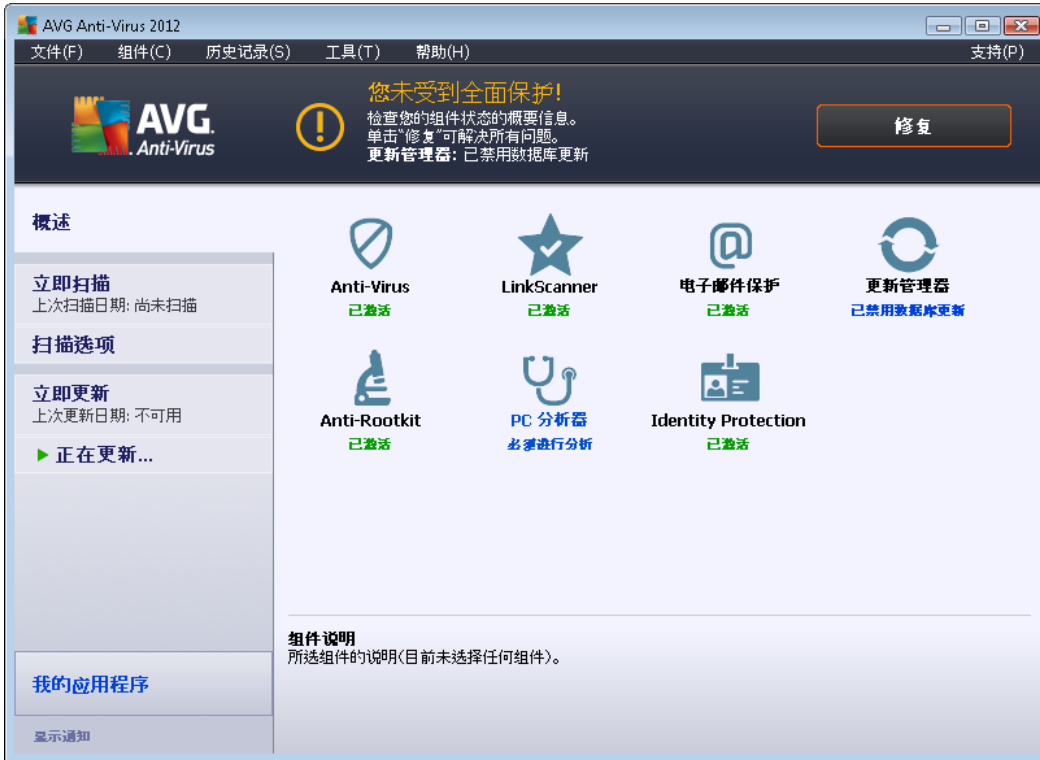 AVG Anti-Virus 2012
文件(F) 组件(C) 历史记录(S) 工具(T) 帮助(H) 支持(P)
AVG.
Anti-Virus
您未受到全面保护!
检查您的组件状态的概要信息。
单击“修复”可解决所有问题。
更新管理器: 已禁用数据库更新
修复
概述
立即扫描
上次扫描日期: 尚未扫描
扫描选项
立即更新
上次更新日期: 不可用
正在更新...
Anti-Virus
已激活
LinkScanner
已激活
电子邮件保护
已激活
更新管理器
已禁用数据库更新
Anti-Rootkit
已激活
PC 分析器
必须进行分析
Identity Protection
已激活
组件说明
所选组件的说明(目前未选择任何组件)。
我的应用程序
显示通知